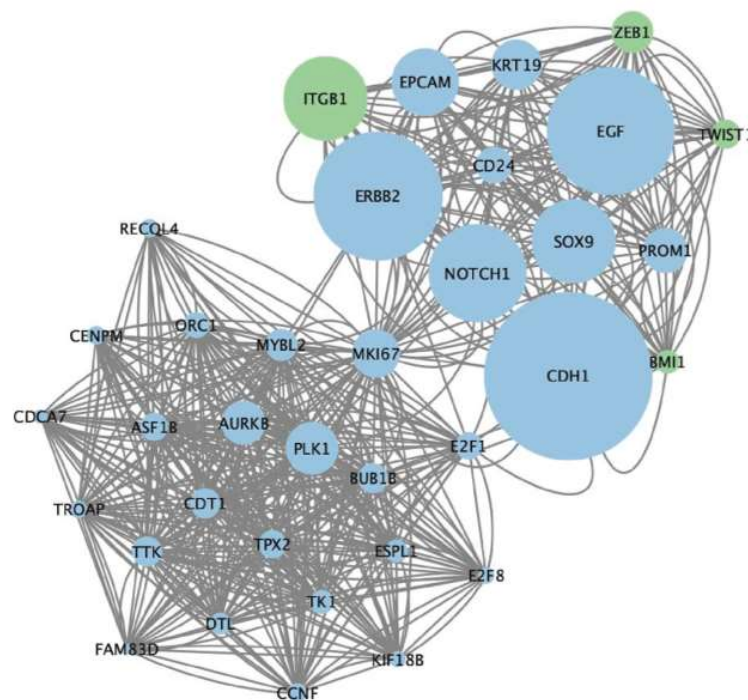 ZEB1
KRT19
EPCAM
ITGB1
EGF
TWIST1
CD24
ERBB2
RECQL4
SOX9
PROM1
NOTCH1
ORC1
CENPM
MYBL2
MKI67
BMI1
CDH1
CDCA7
ASF1B
AURKB
PLK1
E2F1
BUB1B
CDT1
TROAP
TTK
TPX2
ESPL1
E2F8
TK1
DTL
FAM83D
KIF18B
CCNF